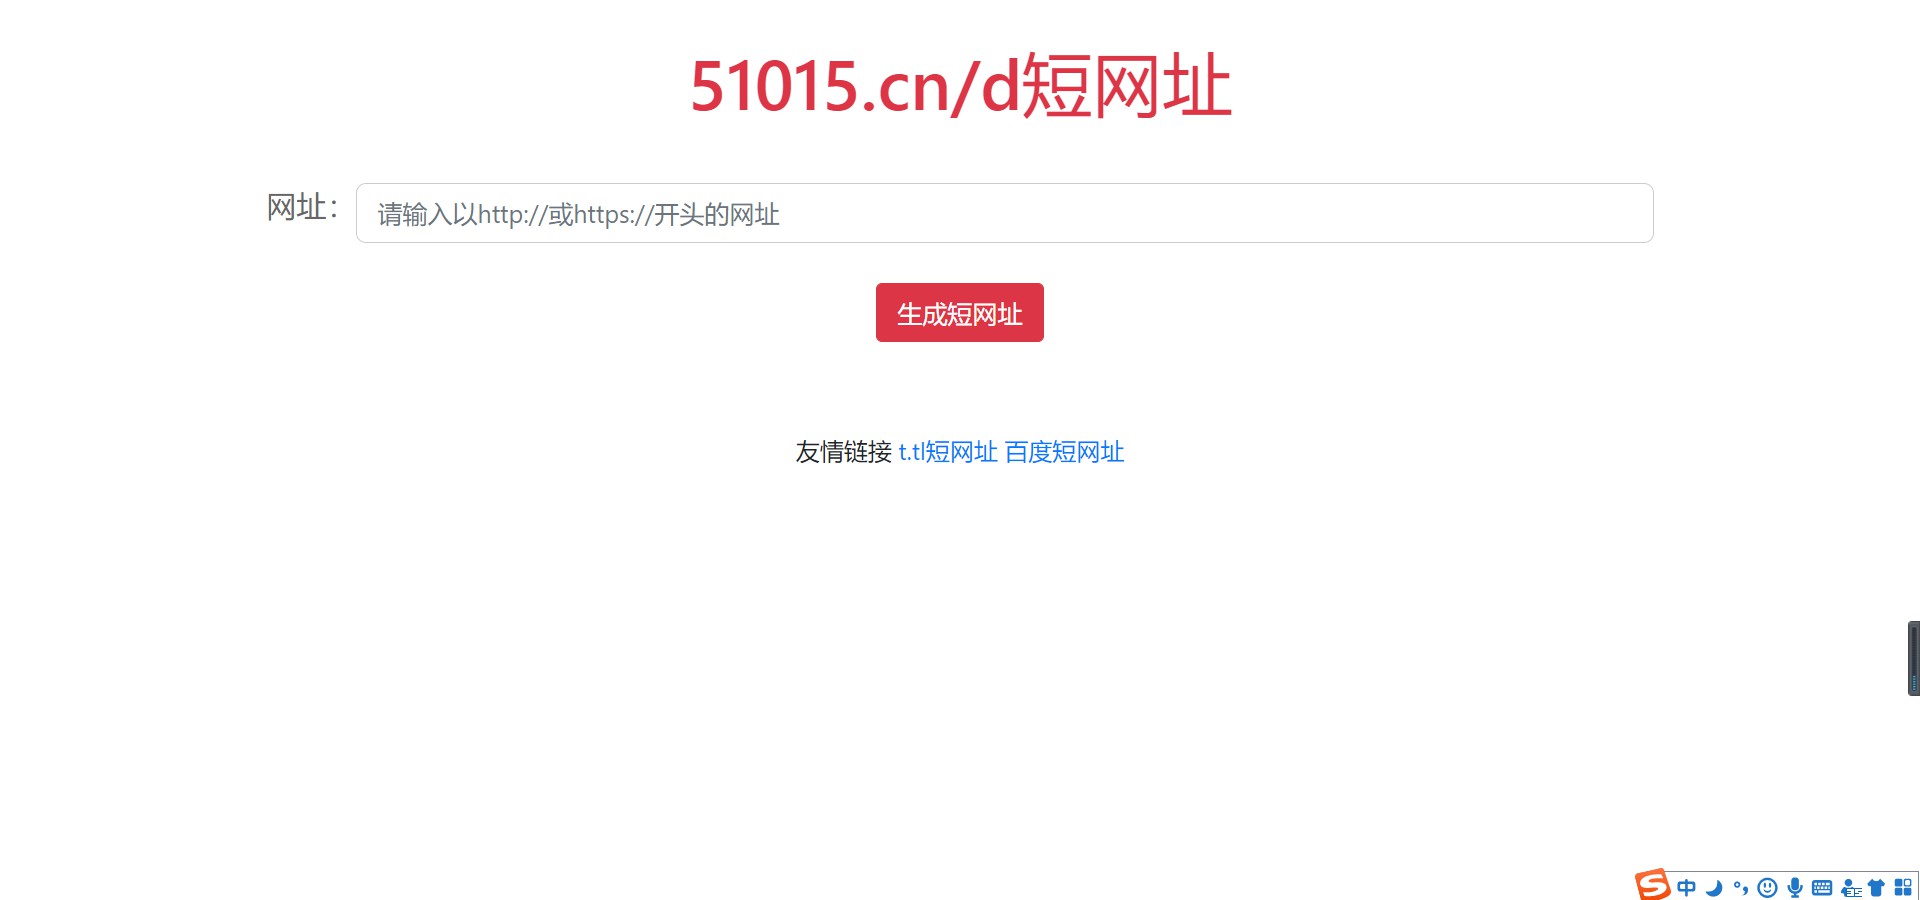 51015.cn/d短网址
网址：
请输入以http://或https://开头的网址
生成短网址
友情链接 t.tl短网址 百度短网址
中